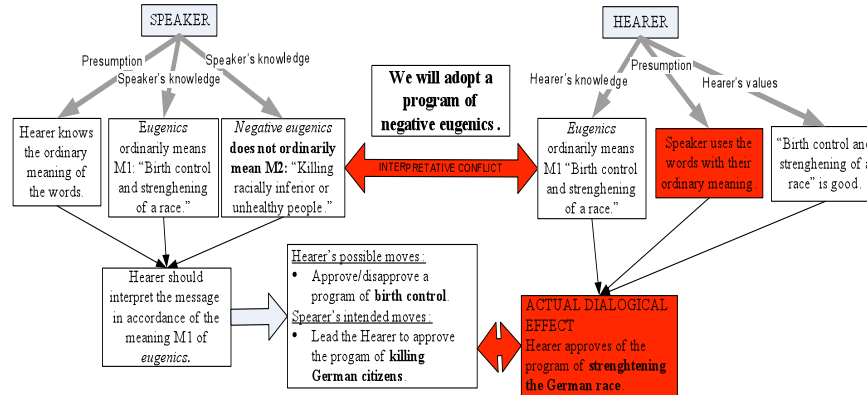 SPEAKER
HEARER
Presumption
Speaker's knowledge
Speaker's knowledge
Hearer's knowledge
Presumption
Hearer's values
We will adopt a
program of
negative eugenics .
Hearer knows
the ordinary
meaning of
the words.
Eugenics
ordinarily means
M1: “Birth control
and strenghening
of a race.”
Negative eugenics
does not ordinarily
mean M2: “Killing
racially inferior or
unhealthy people.”
INTERPRETATIVE CONFLICT
Eugenics
ordinarily means
M1 “Birth control
and strenghening
of a race.”
Speaker uses the
words with their
ordinary meaning.
“Birth control and
strenghening of a
race” is good.
Hearer should
interpret the message
in accordance of the
meaning M1 of
eugenics.
Hearer's possible moves :
• Approve/disapprove a
program of birth control.
Spearer's intended moves :
• Lead the Hearer to approve
the progam of killing
German citizens.
ACTUAL DIALOGICAL
EFFECT
Hearer approves of the
program of strenghtening
the German race.